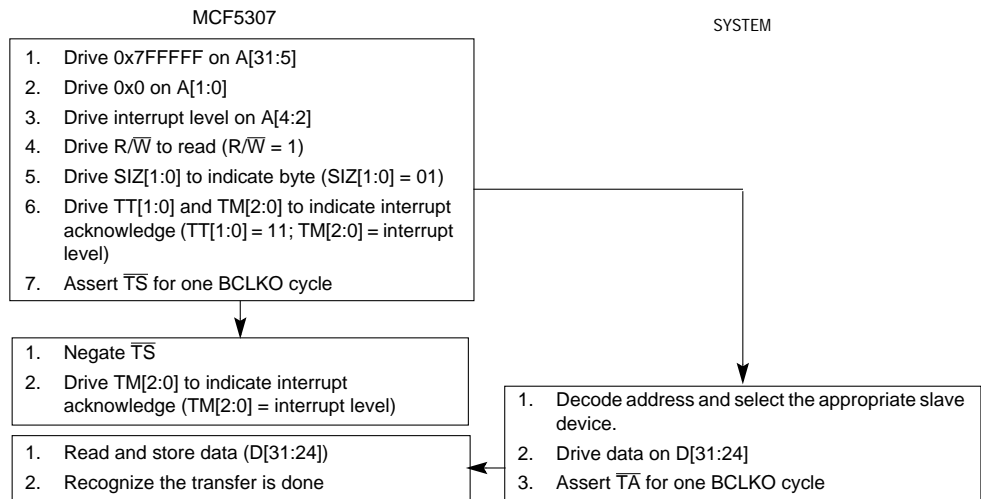 MCF5307
SYSTEM
1. Drive 0x7FFFFF on A[31:5]
2. Drive 0x0 on A[1:0]
3. Drive interrupt level on A[4:2]
4. Drive R/W̅ to read (R/W̅ = 1)
5. Drive SIZ[1:0] to indicate byte (SIZ[1:0] = 01)
6. Drive TT[1:0] and TM[2:0] to indicate interrupt
acknowledge (TT[1:0] = 11; TM[2:0] = interrupt
level)
7. Assert T̅S̅ for one BCLKO cycle
1. Negate T̅S̅
2. Drive TM[2:0] to indicate interrupt
acknowledge (TM[2:0] = interrupt level)
1. Decode address and select the appropriate slave
device.
2. Drive data on D[31:24]
3. Assert T̅A̅ for one BCLKO cycle
1. Read and store data (D[31:24])
2. Recognize the transfer is done